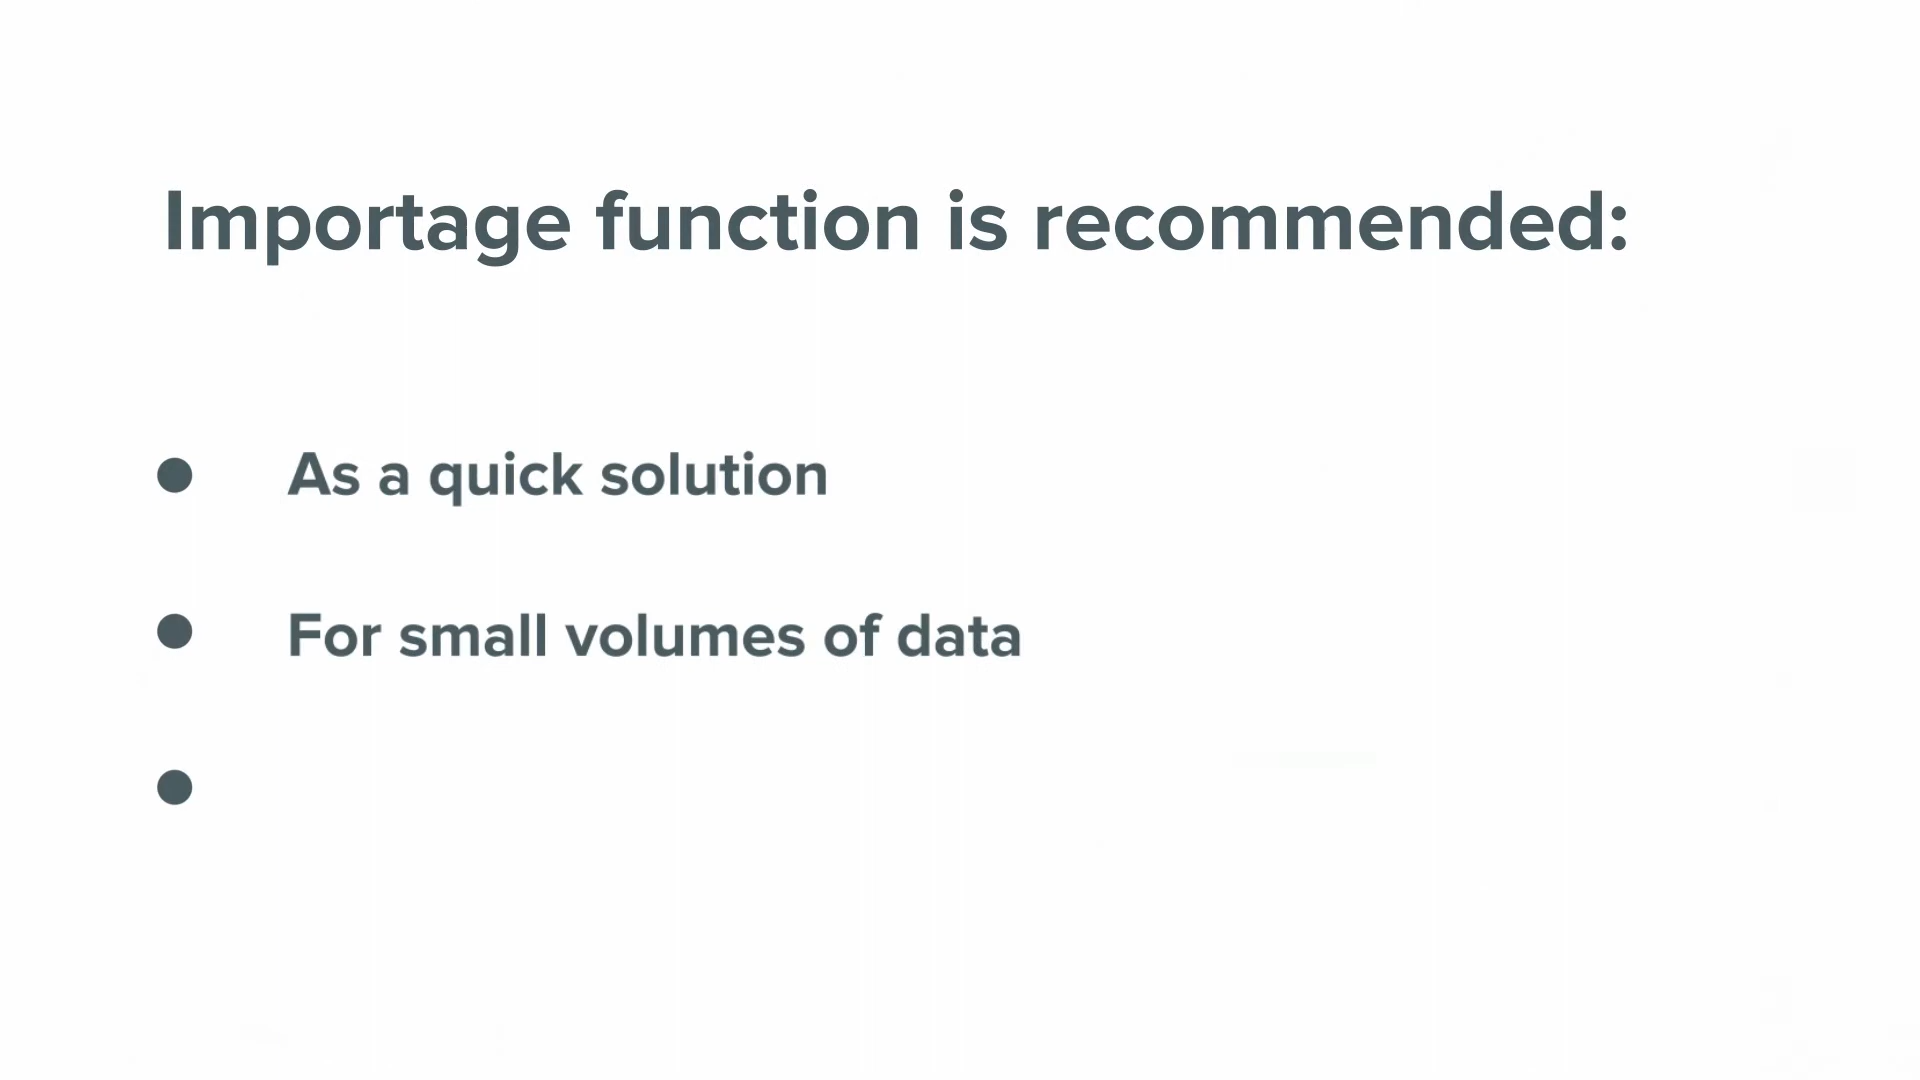 Importage function is recommended:
● As a quick solution
● For small volumes of data
●